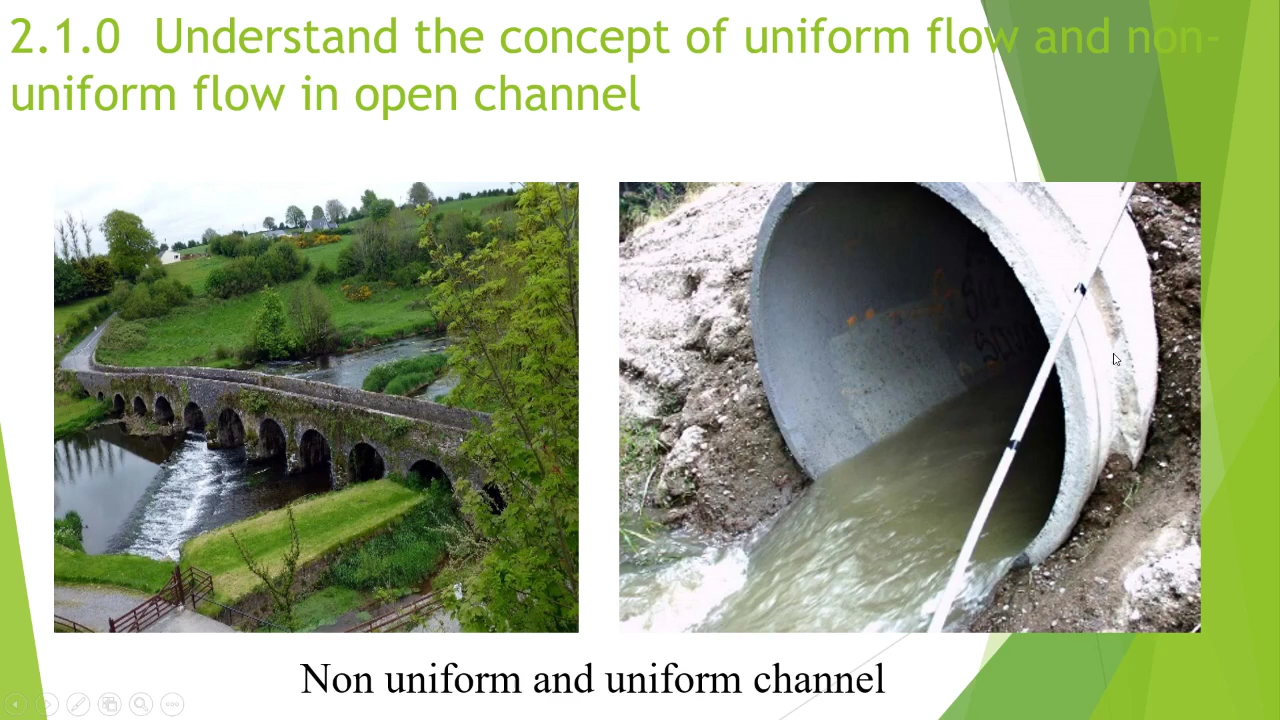 2.1.0 Understand the concept of uniform flow and non-
uniform flow in open channel
Non uniform and uniform channel